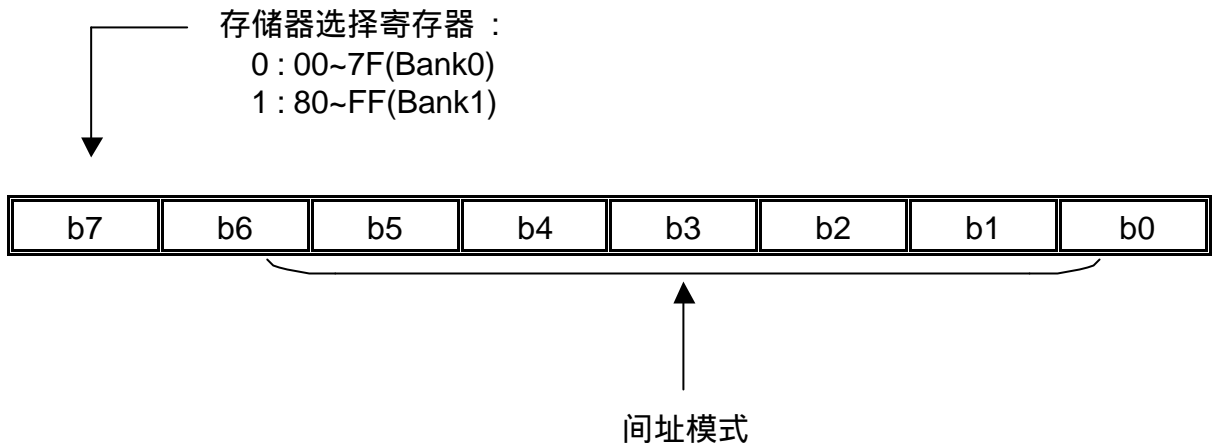 存储器选择寄存器 :
0 : 00~7F(Bank0)
1 : 80~FF(Bank1)
b7 b6 b5 b4 b3 b2 b1 b0
间址模式